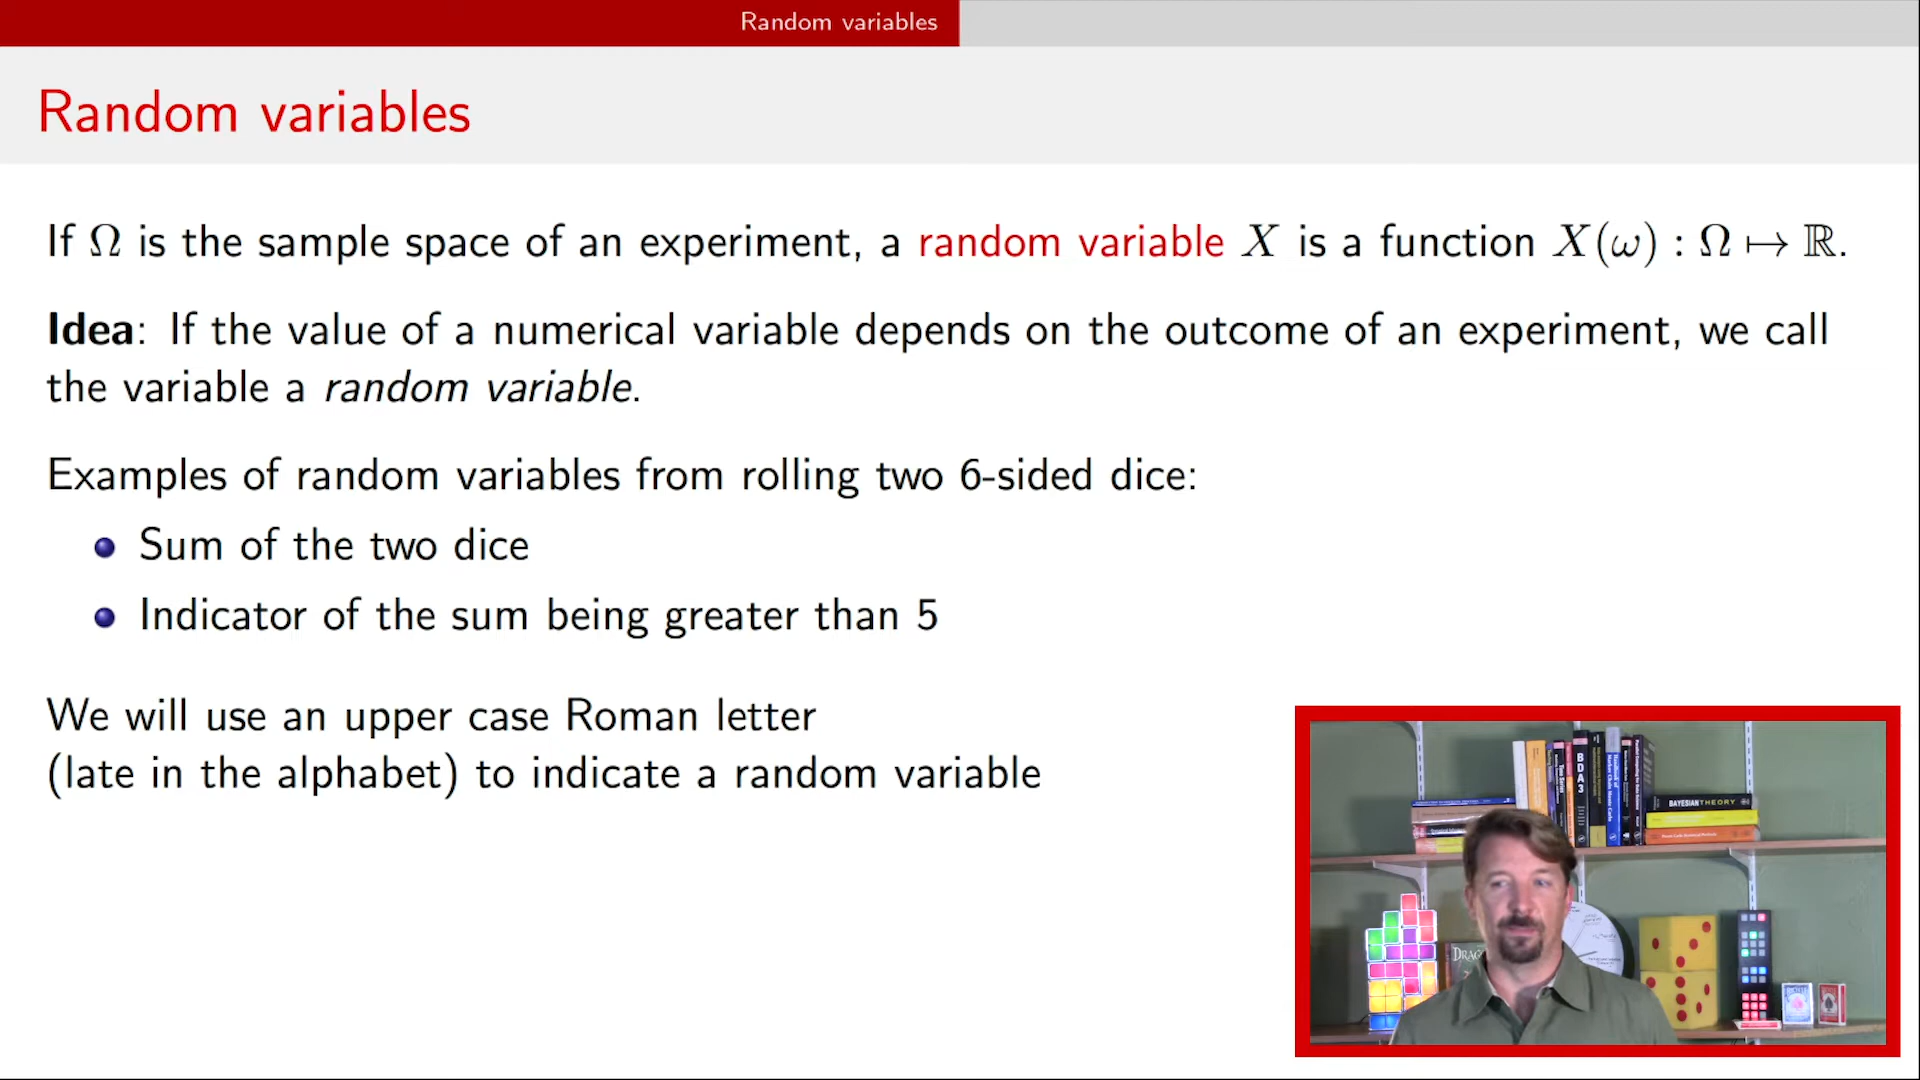 Random variables
Random variables
If Ω is the sample space of an experiment, a random variable X is a function X(ω) : Ω ↦ ℝ.
Idea: If the value of a numerical variable depends on the outcome of an experiment, we call
the variable a random variable.
Examples of random variables from rolling two 6-sided dice:
Sum of the two dice
Indicator of the sum being greater than 5
We will use an upper case Roman letter
(late in the alphabet) to indicate a random variable
BDA3
BAYESIAN THEORY